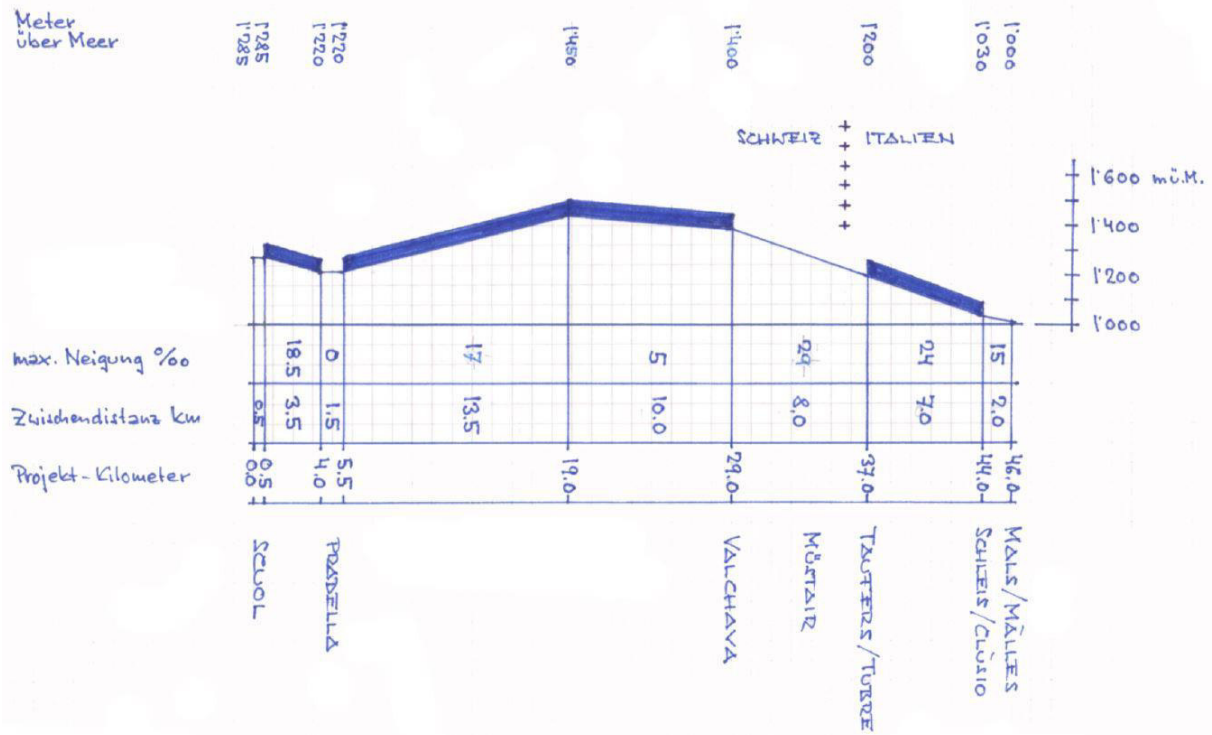 Meter
über Meer
1'285
1'285
1'220
1'220
1'450
1'400
1'200
1'030
1'000
SCHWEIZ
ITALIEN
1'600 mü.M.
1'400
1'200
1'000
max. Neigung ‰
18.5
0
17
5
29
24
15
Zwischendistanz km
0.5
3.5
1.5
13.5
10.0
8.0
7.0
2.0
Projekt-Kilometer
0.0
0.5
4.0
5.5
19.0
29.0
37.0
44.0
46.0
SCUOL
PRADELLA
VALCHAVA
MÜSTAIR
TAUFERS/TUBRE
SCHLEIS/CLÙSIO
MALS/MÀLLES